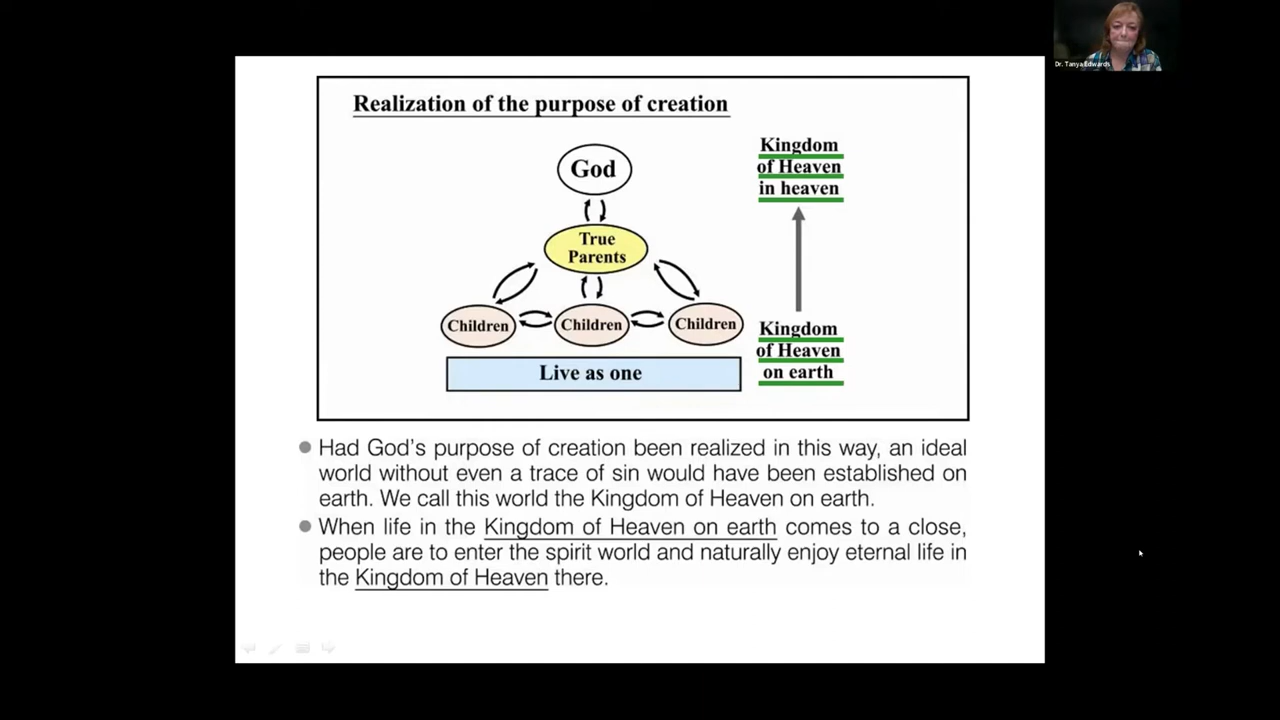 Dr. Tanya Edwards
Realization of the purpose of creation
God
True
Parents
Children
Children
Children
Live as one
Kingdom
of Heaven
in heaven
Kingdom
of Heaven
on earth
Had God's purpose of creation been realized in this way, an ideal
world without even a trace of sin would have been established on
earth. We call this world the Kingdom of Heaven on earth.
When life in the Kingdom of Heaven on earth comes to a close,
people are to enter the spirit world and naturally enjoy eternal life in
the Kingdom of Heaven there.